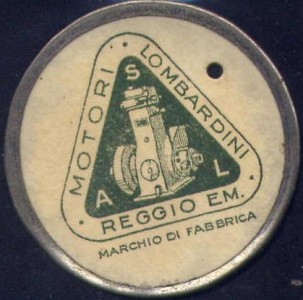 MOTORI · LOMBARDINI
S
A L
REGGIO EM.
MARCHIO DI FABBRICA